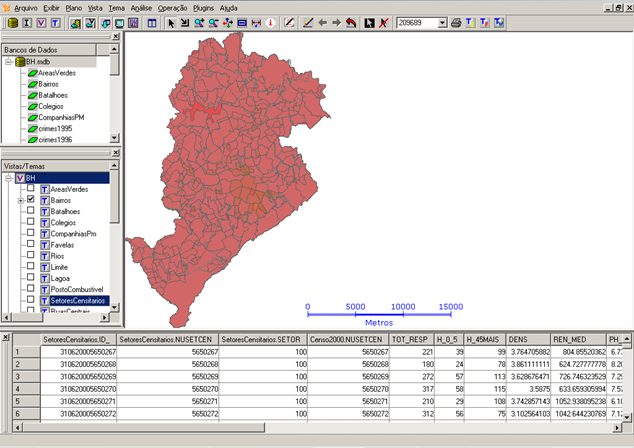 Arquivo Exibir Plano Vista Tema Análise Operação Plugins Ajuda
209689
Bancos de Dados
BH.mdb
AreasVerdes
Bairros
Batalhoes
Colegios
CompanhiasPM
crimes1995
crimes1996
Vistas/Temas
BH
AreasVerdes
Bairros
Batalhoes
Colegios
CompanhiasPm
Favelas
Rios
Limite
Lagoa
PostoCombustivel
SetoresCensitarios
RuasCentrais
0 5000 10000 15000
Metros
SetoresCensitarios.ID_ SetoresCensitarios.NUSETCEN SetoresCensitarios.SETOR Censo2000.NUSETCEN TOT_RESP H_0_5 H_45MAIS DENS REN_MED PH_
1 310620005650267 5650267 100 5650267 221 39 99 3.764705882 804.85520362 6.7
2 310620005650268 5650268 100 5650268 180 24 78 3.861111111 624.727777778 8.20
3 310620005650269 5650269 100 5650269 272 57 113 3.628676471 726.746323529 7.2
4 310620005650270 5650270 100 5650270 317 58 115 3.5875 633.659305994 7.5
5 310620005650271 5650271 100 5650271 210 29 108 3.742857143 1052.938095238 6.10
6 310620005650272 5650272 100 5650272 312 56 75 3.102564103 1042.644230769 7.1